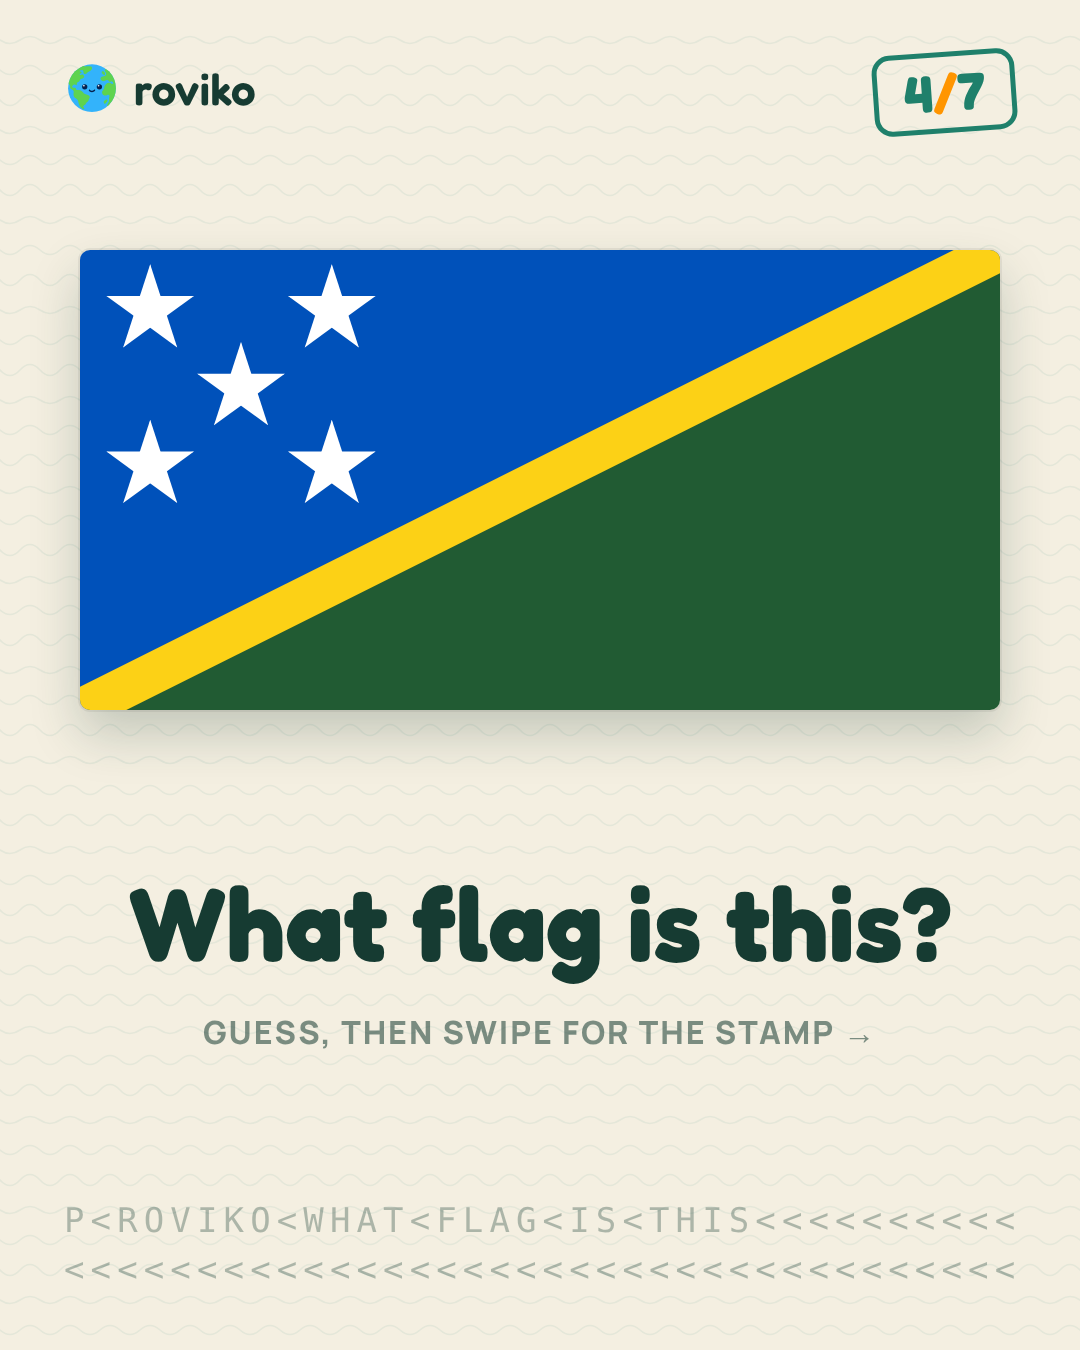 roviko
4/7
What flag is this?
GUESS, THEN SWIPE FOR THE STAMP →
P<ROVIKO<WHAT<FLAG<IS<THIS<<<<<<<<<<
<<<<<<<<<<<<<<<<<<<<<<<<<<<<<<<<<<<<